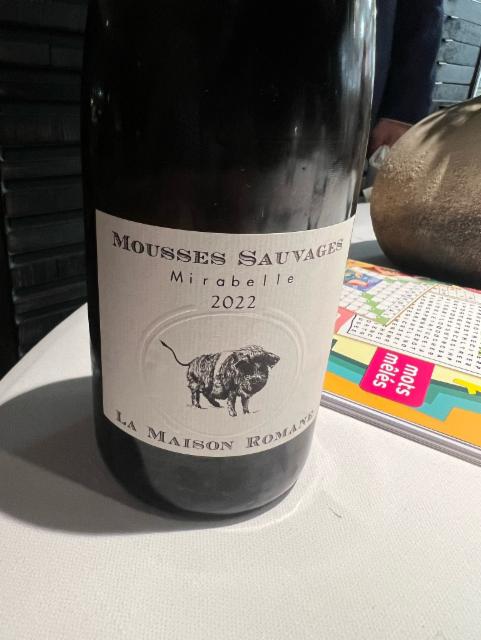 Mousses Sauvages
Mirabelle
2022
La Maison Romane
mots
mêlés